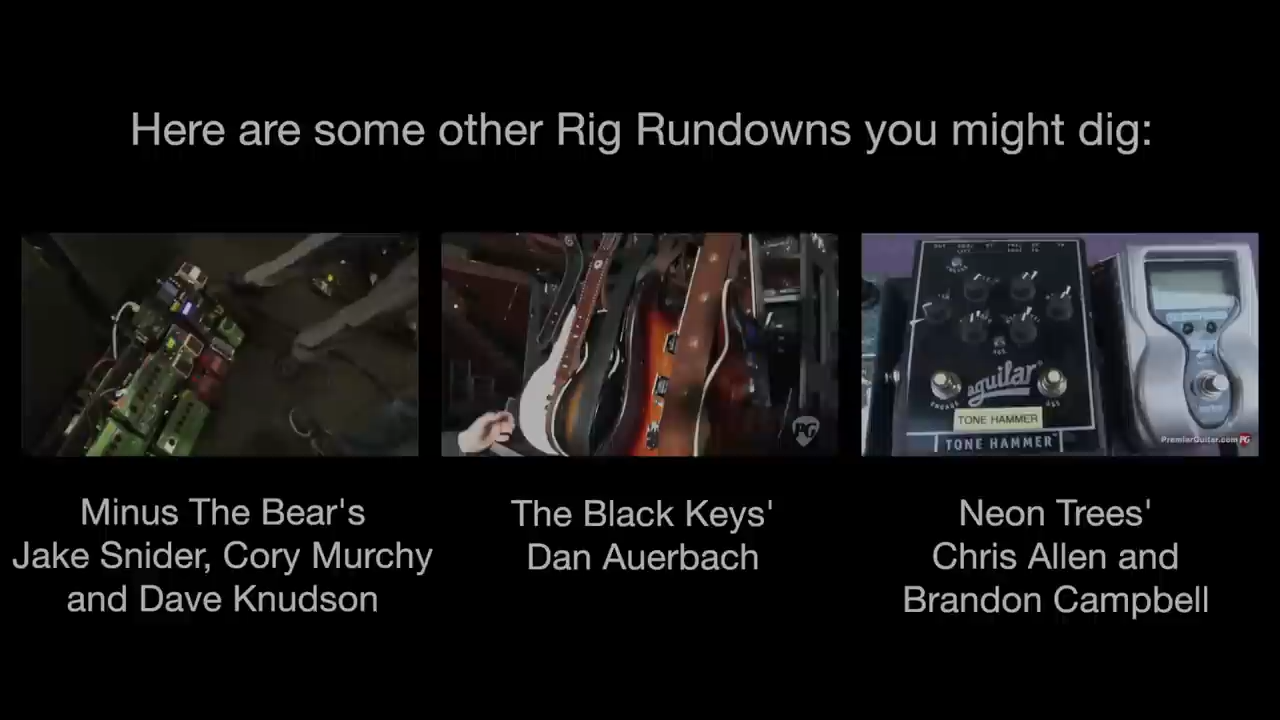 Here are some other Rig Rundowns you might dig:
aguilar
TONE HAMMER
TONE HAMMER
PremierGuitar.com PG
PG
Minus The Bear's
Jake Snider, Cory Murchy
and Dave Knudson
The Black Keys'
Dan Auerbach
Neon Trees'
Chris Allen and
Brandon Campbell